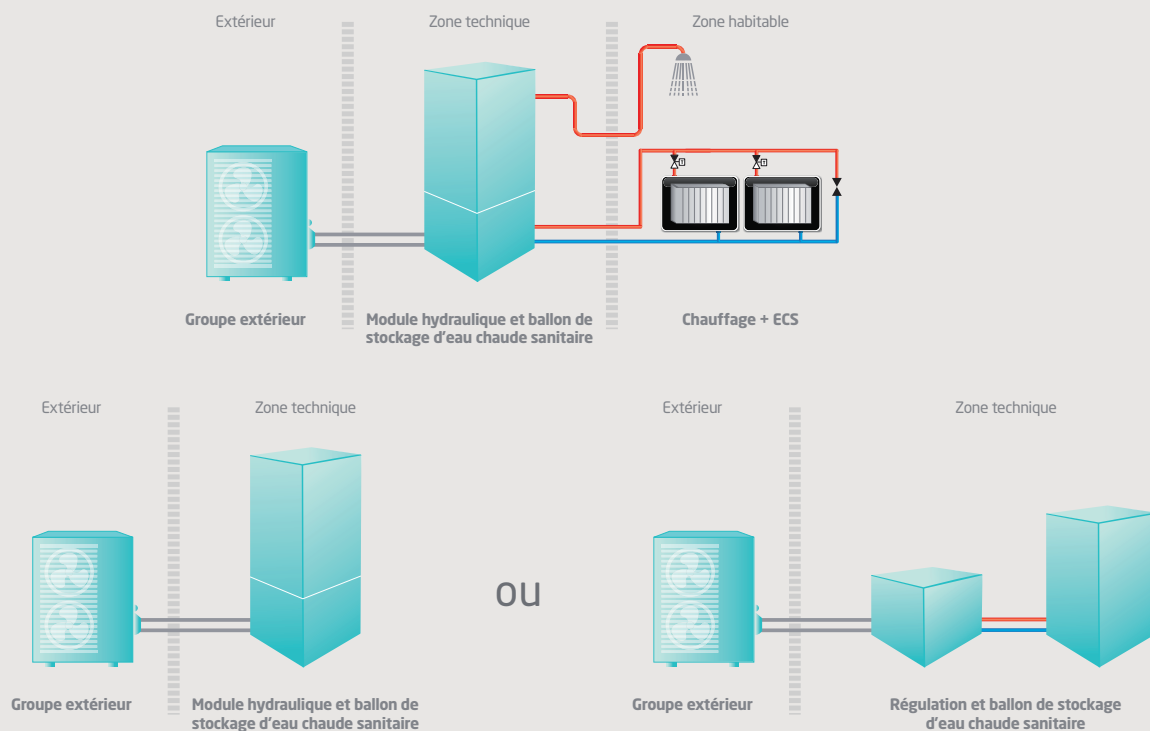 Extérieur
Zone technique
Zone habitable
Groupe extérieur
Module hydraulique et ballon de
stockage d'eau chaude sanitaire
Chauffage + ECS
Extérieur
Zone technique
ou
Extérieur
Zone technique
Groupe extérieur
Module hydraulique et ballon de
stockage d'eau chaude sanitaire
Groupe extérieur
Régulation et ballon de stockage
d'eau chaude sanitaire